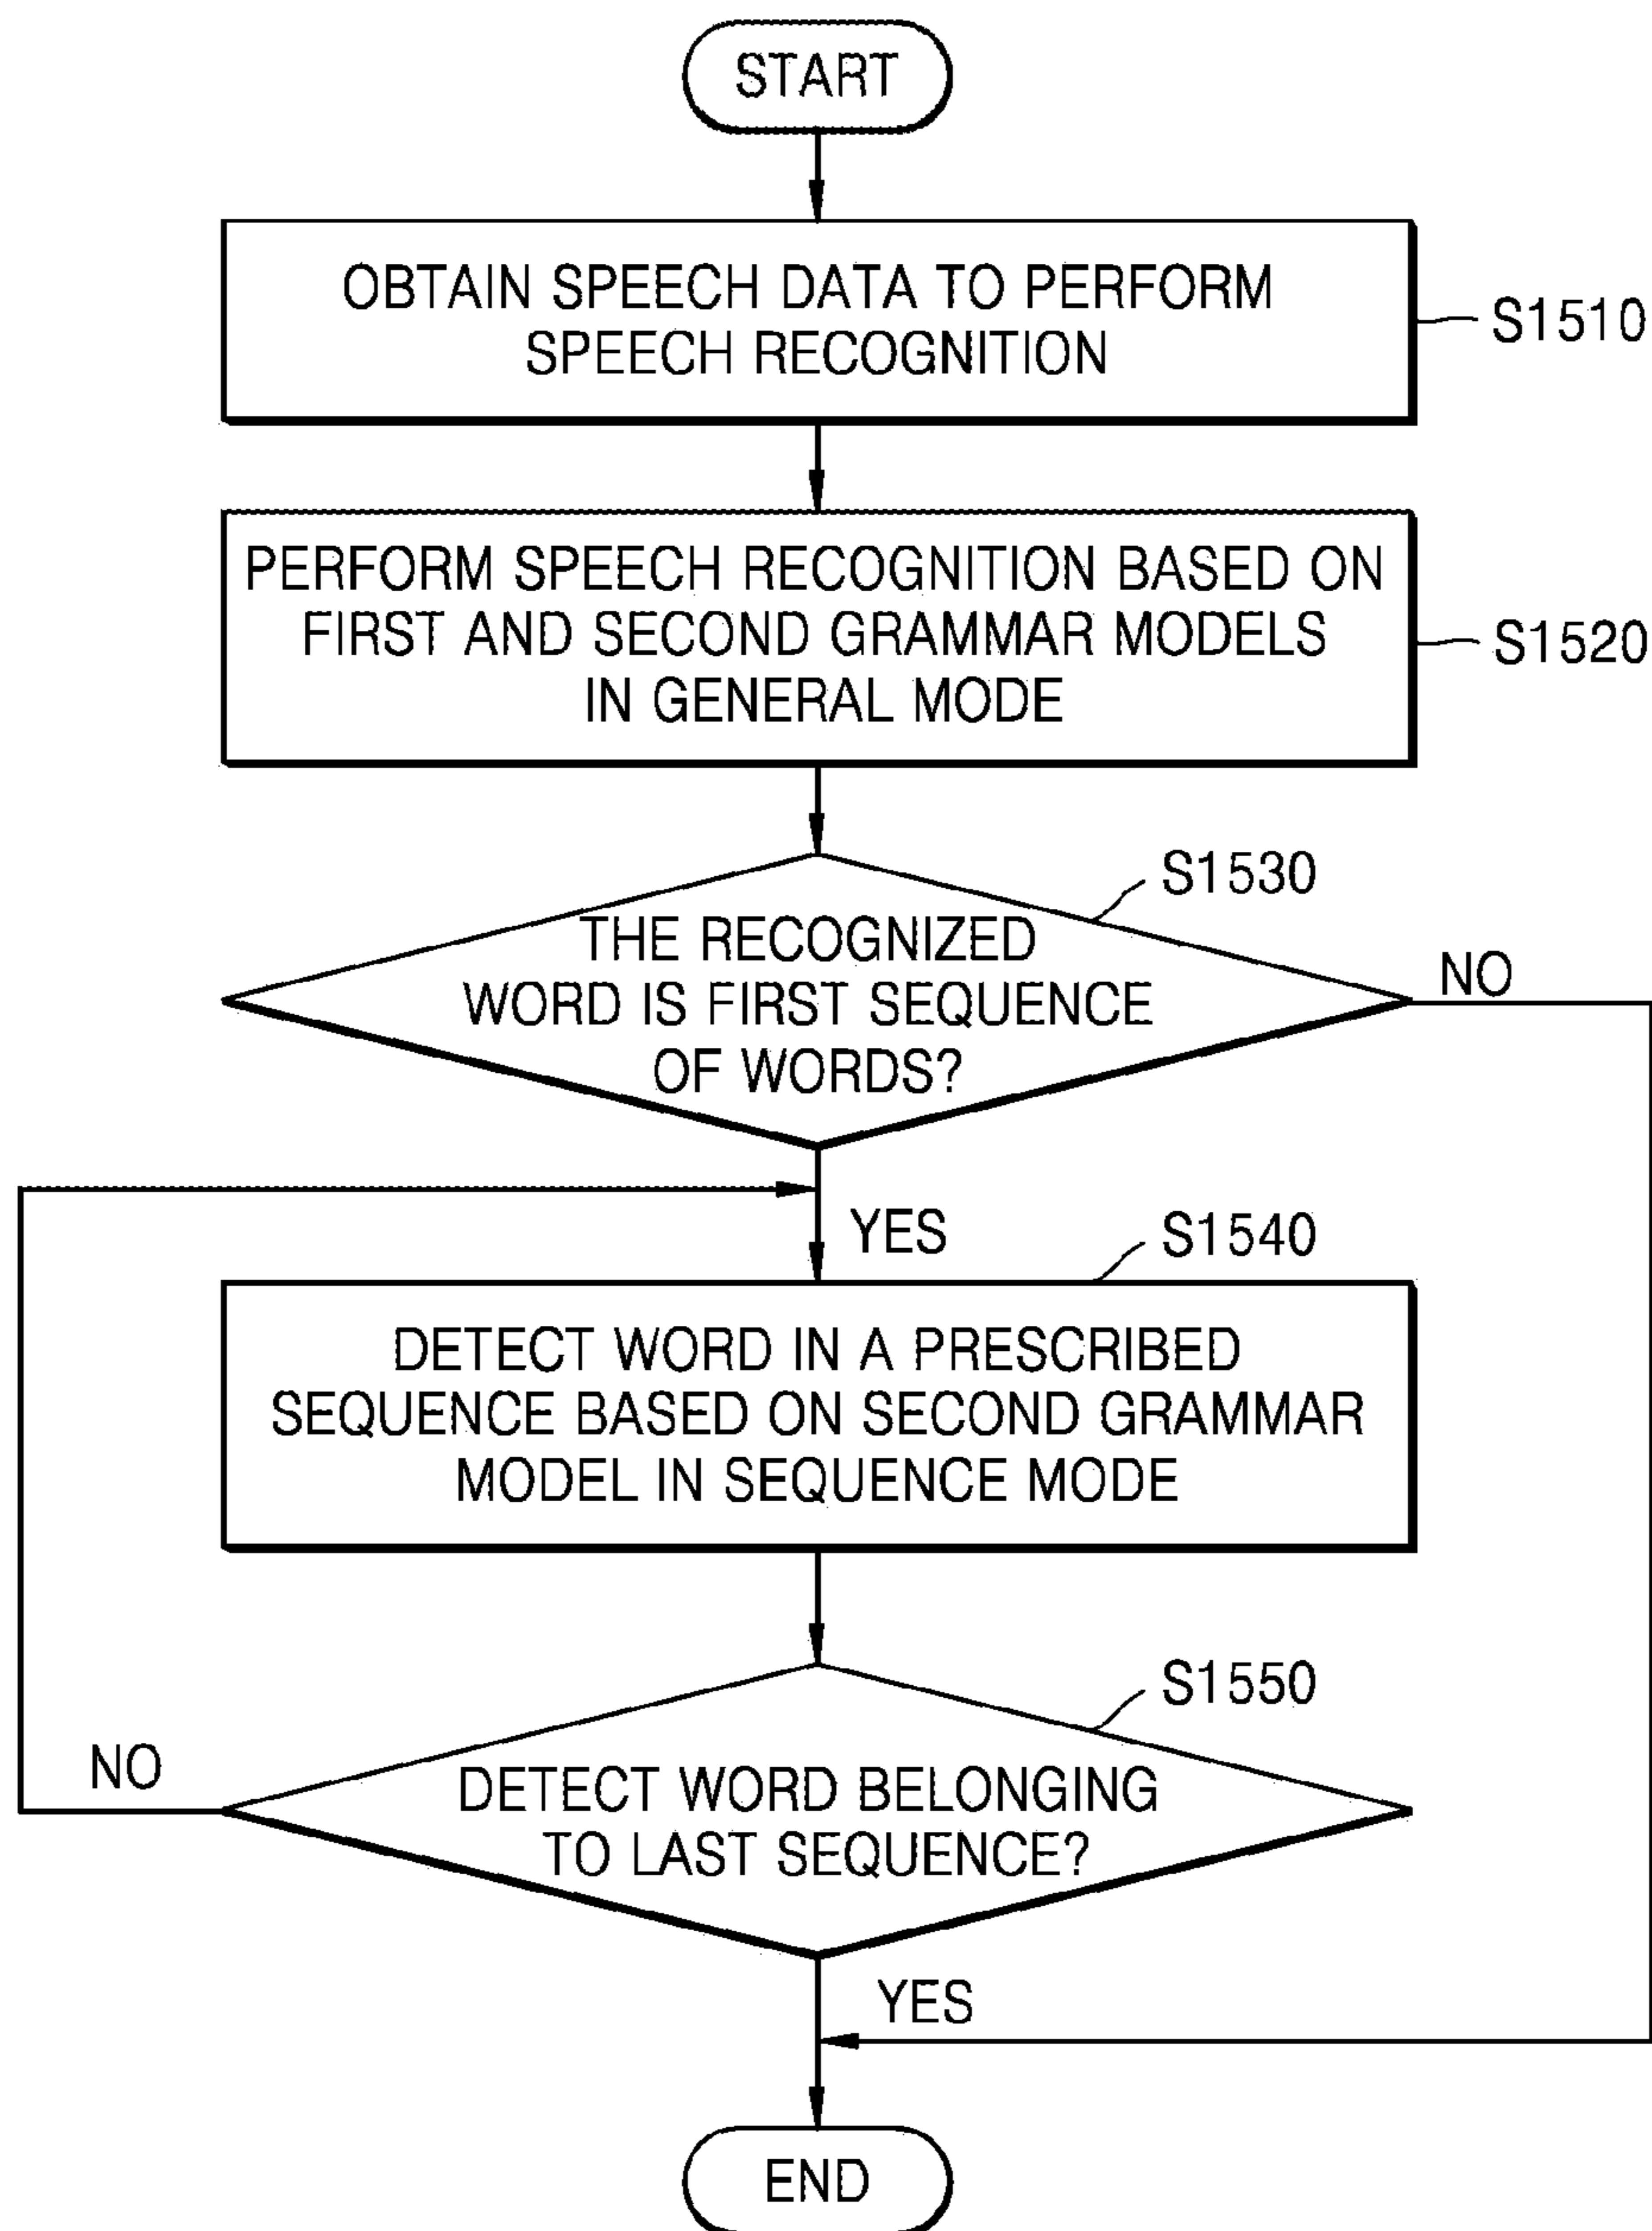 START
OBTAIN SPEECH DATA TO PERFORM
SPEECH RECOGNITION
S1510
PERFORM SPEECH RECOGNITION BASED ON
FIRST AND SECOND GRAMMAR MODELS
IN GENERAL MODE
S1520
S1530
THE RECOGNIZED
WORD IS FIRST SEQUENCE
OF WORDS?
NO
YES
S1540
DETECT WORD IN A PRESCRIBED
SEQUENCE BASED ON SECOND GRAMMAR
MODEL IN SEQUENCE MODE
S1550
NO
DETECT WORD BELONGING
TO LAST SEQUENCE?
YES
END